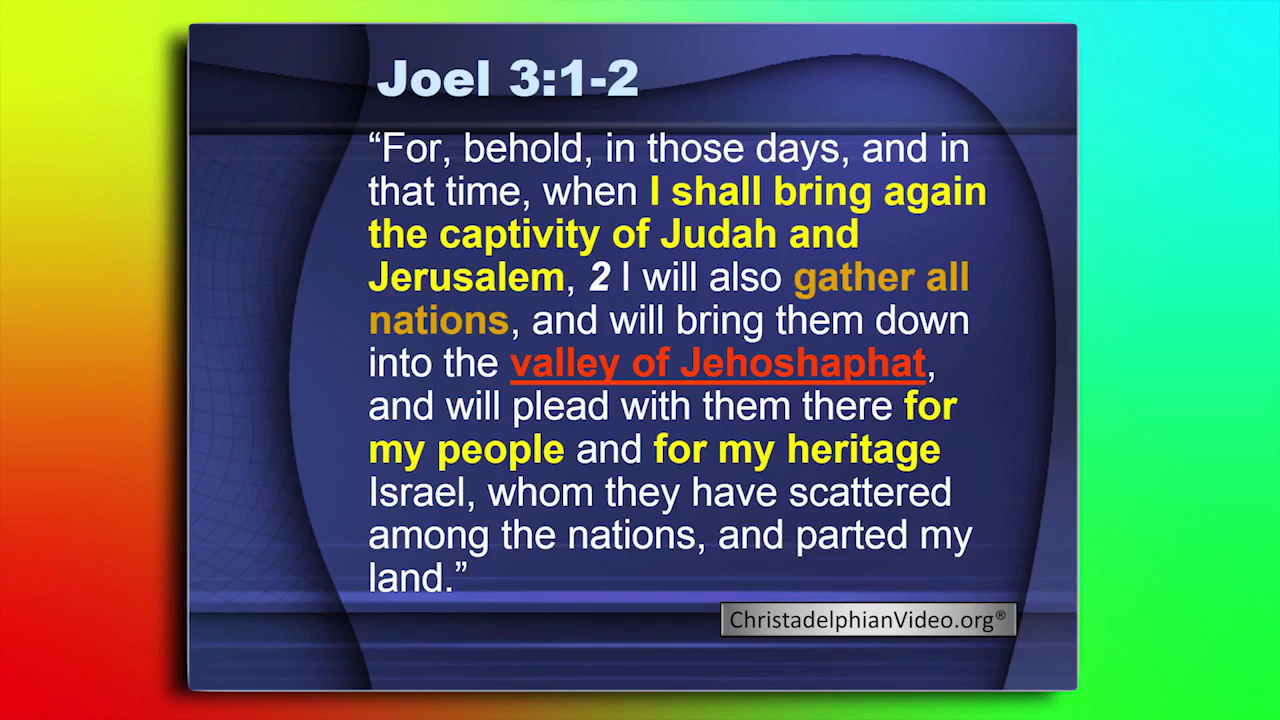 Joel 3:1-2
“For, behold, in those days, and in
that time, when I shall bring again
the captivity of Judah and
Jerusalem, 2 I will also gather all
nations, and will bring them down
into the valley of Jehoshaphat,
and will plead with them there for
my people and for my heritage
Israel, whom they have scattered
among the nations, and parted my
land.”
ChristadelphianVideo.org®